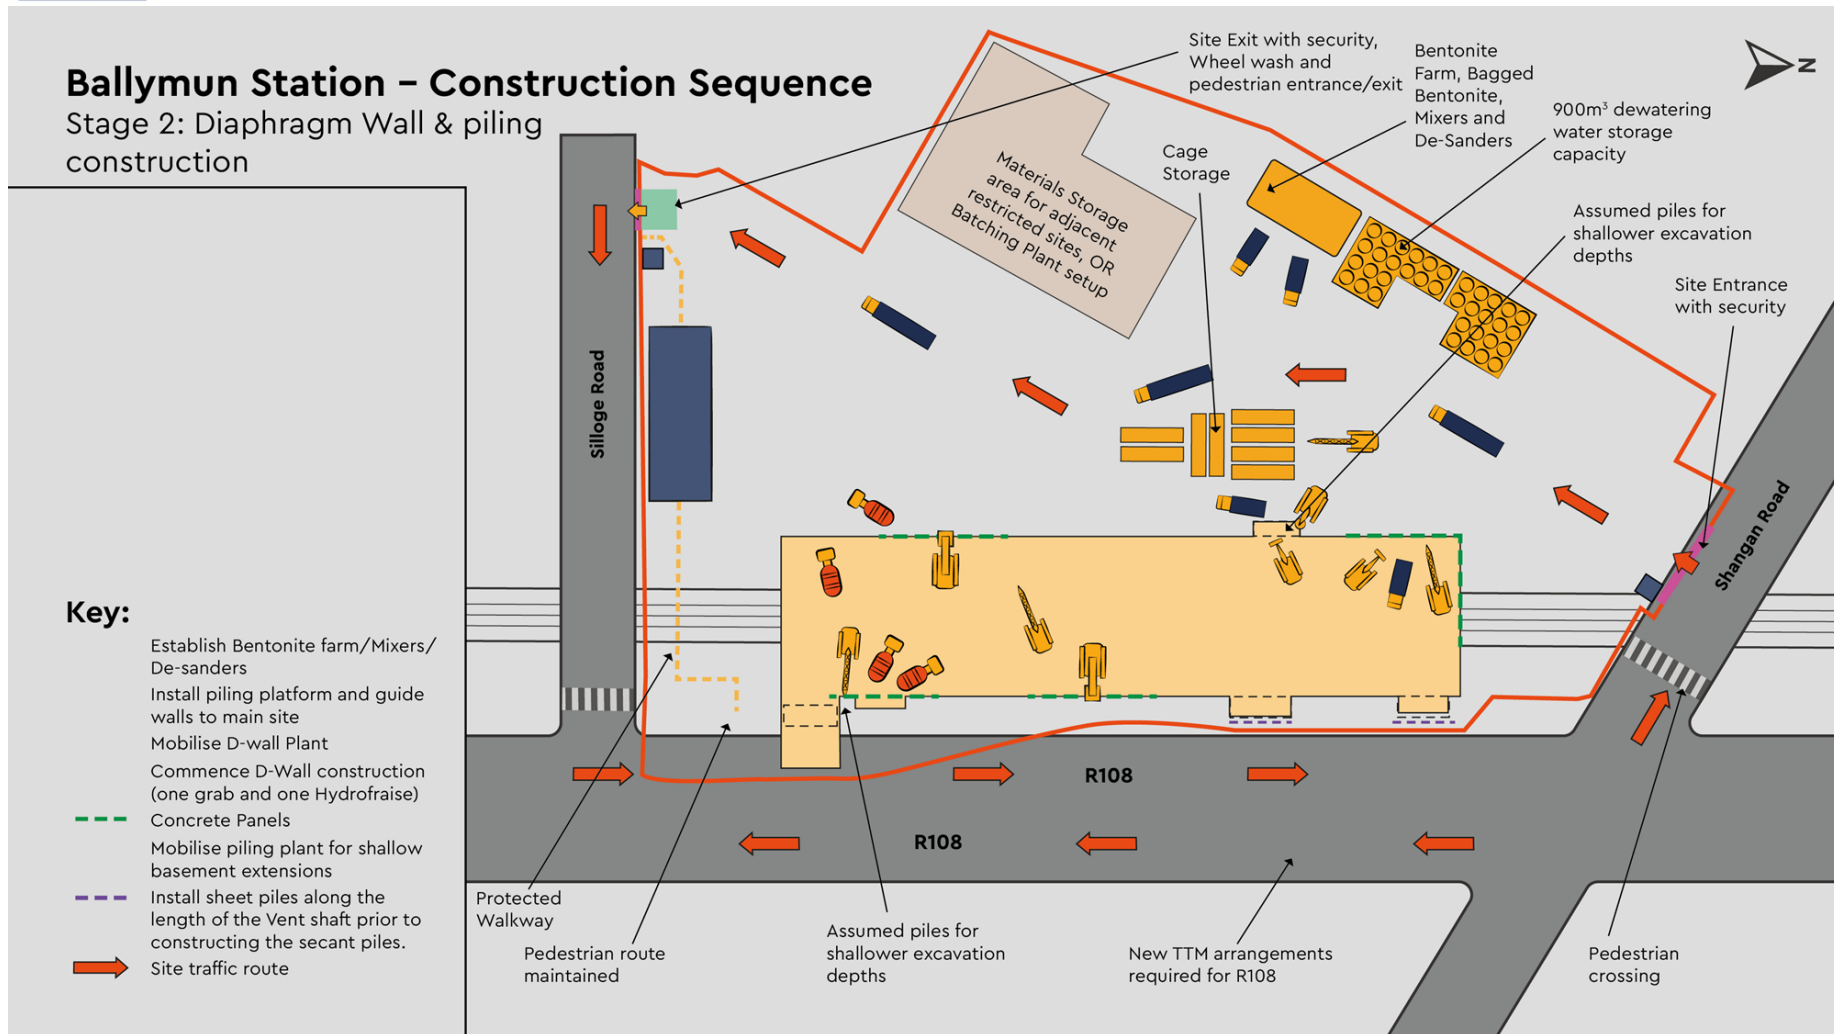 Ballymun Station – Construction Sequence
Stage 2: Diaphragm Wall & piling
construction
Site Exit with security,
Wheel wash and
pedestrian entrance/exit
Bentonite
Farm, Bagged
Bentonite,
Mixers and
De-Sanders
900m³ dewatering
water storage
capacity
N
Cage
Storage
Materials Storage
area for adjacent
restricted sites, OR
Batching Plant setup
Assumed piles for
shallower excavation
depths
Site Entrance
with security
Silloge Road
Shangan Road
Key:
Establish Bentonite farm/Mixers/
De-sanders
Install piling platform and guide
walls to main site
Mobilise D-wall Plant
Commence D-Wall construction
(one grab and one Hydrofraise)
Concrete Panels
Mobilise piling plant for shallow
basement extensions
Install sheet piles along the
length of the Vent shaft prior to
constructing the secant piles.
Site traffic route
R108
R108
Protected
Walkway
Pedestrian route
maintained
Assumed piles for
shallower excavation
depths
New TTM arrangements
required for R108
Pedestrian
crossing